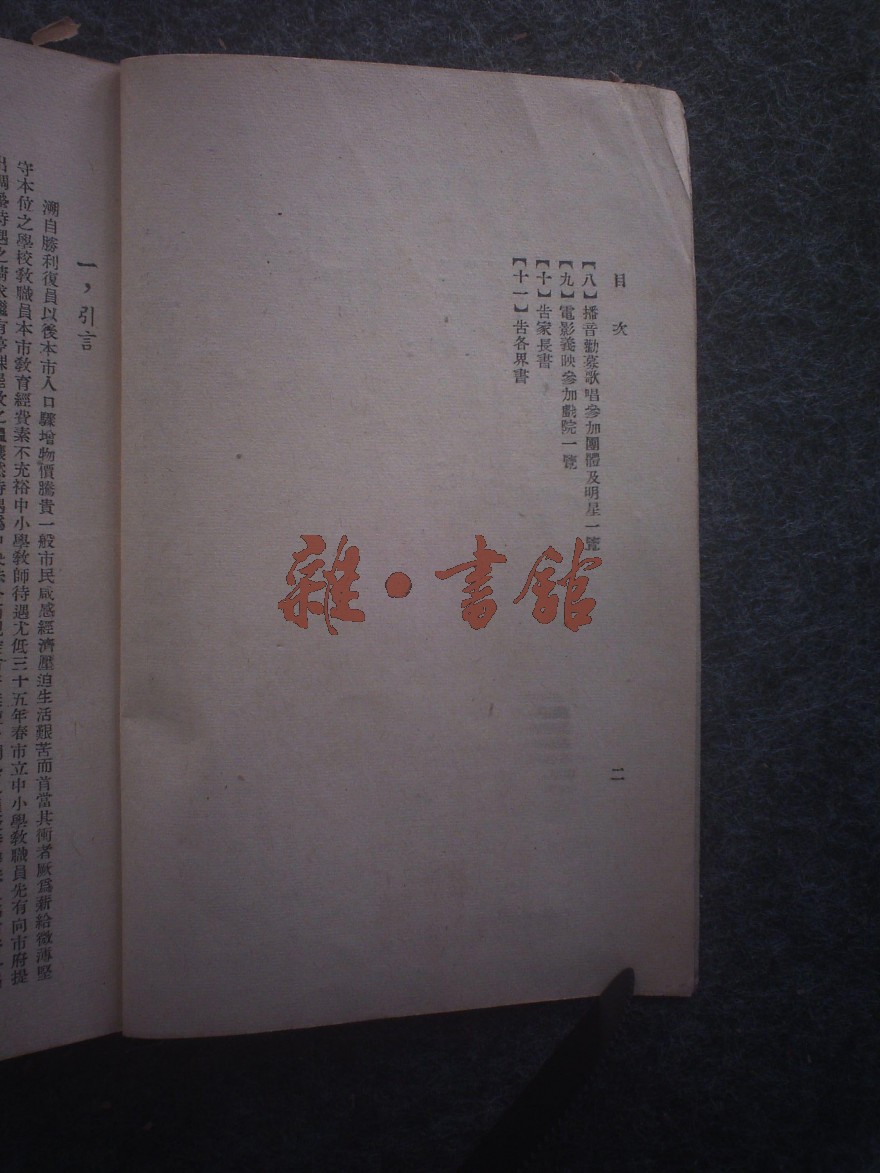 目次
【八】播音勸募歌唱參加團體及明星一覽
【九】電影義映參加戲院一覽
【十】告家長書
【十一】告各界書
二
雜·書館
一，引言
溯自勝利復員以後本市人口驟增物價騰貴一般市民咸感經濟壓迫生活艱苦而首當其衝者厥爲薪給微薄堅
守本位之學校教職員本市教育經費素不充裕中小學教師待遇尤低三十五年春市立中小學教職員先有向市府提